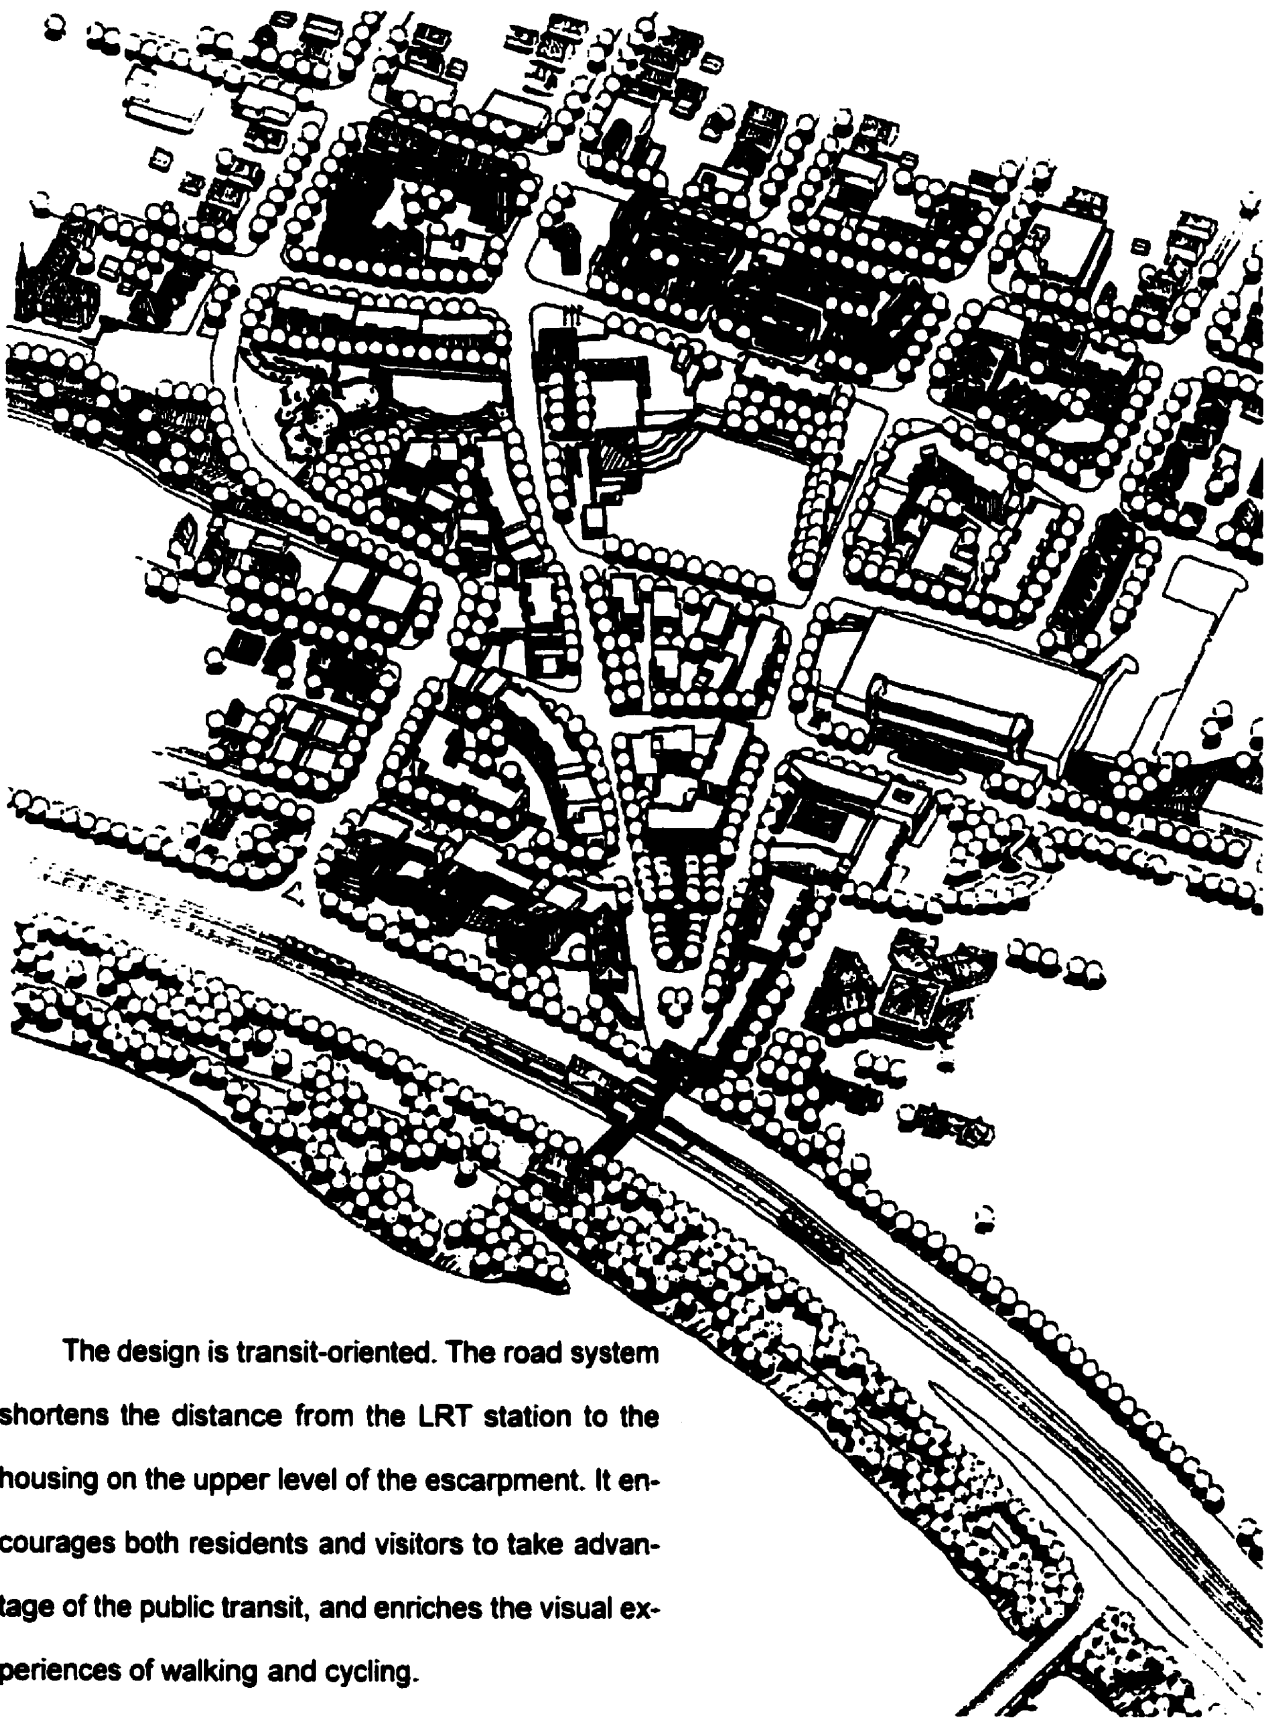 The design is transit-oriented. The road system
shortens the distance from the LRT station to the
housing on the upper level of the escarpment. It en-
courages both residents and visitors to take advan-
tage of the public transit, and enriches the visual ex-
periences of walking and cycling.